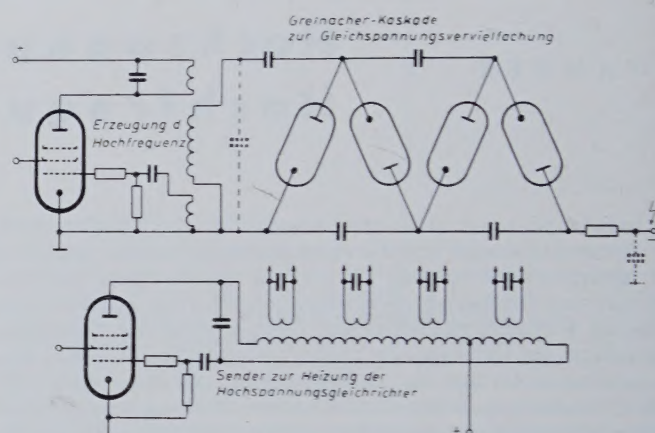 Greinacher-Kaskade
zur Gleichspannungsvervielfachung
+
Erzeugung d
Hochfrequenz
Sender zur Heizung der
Hochspannungsgleichrichter
+